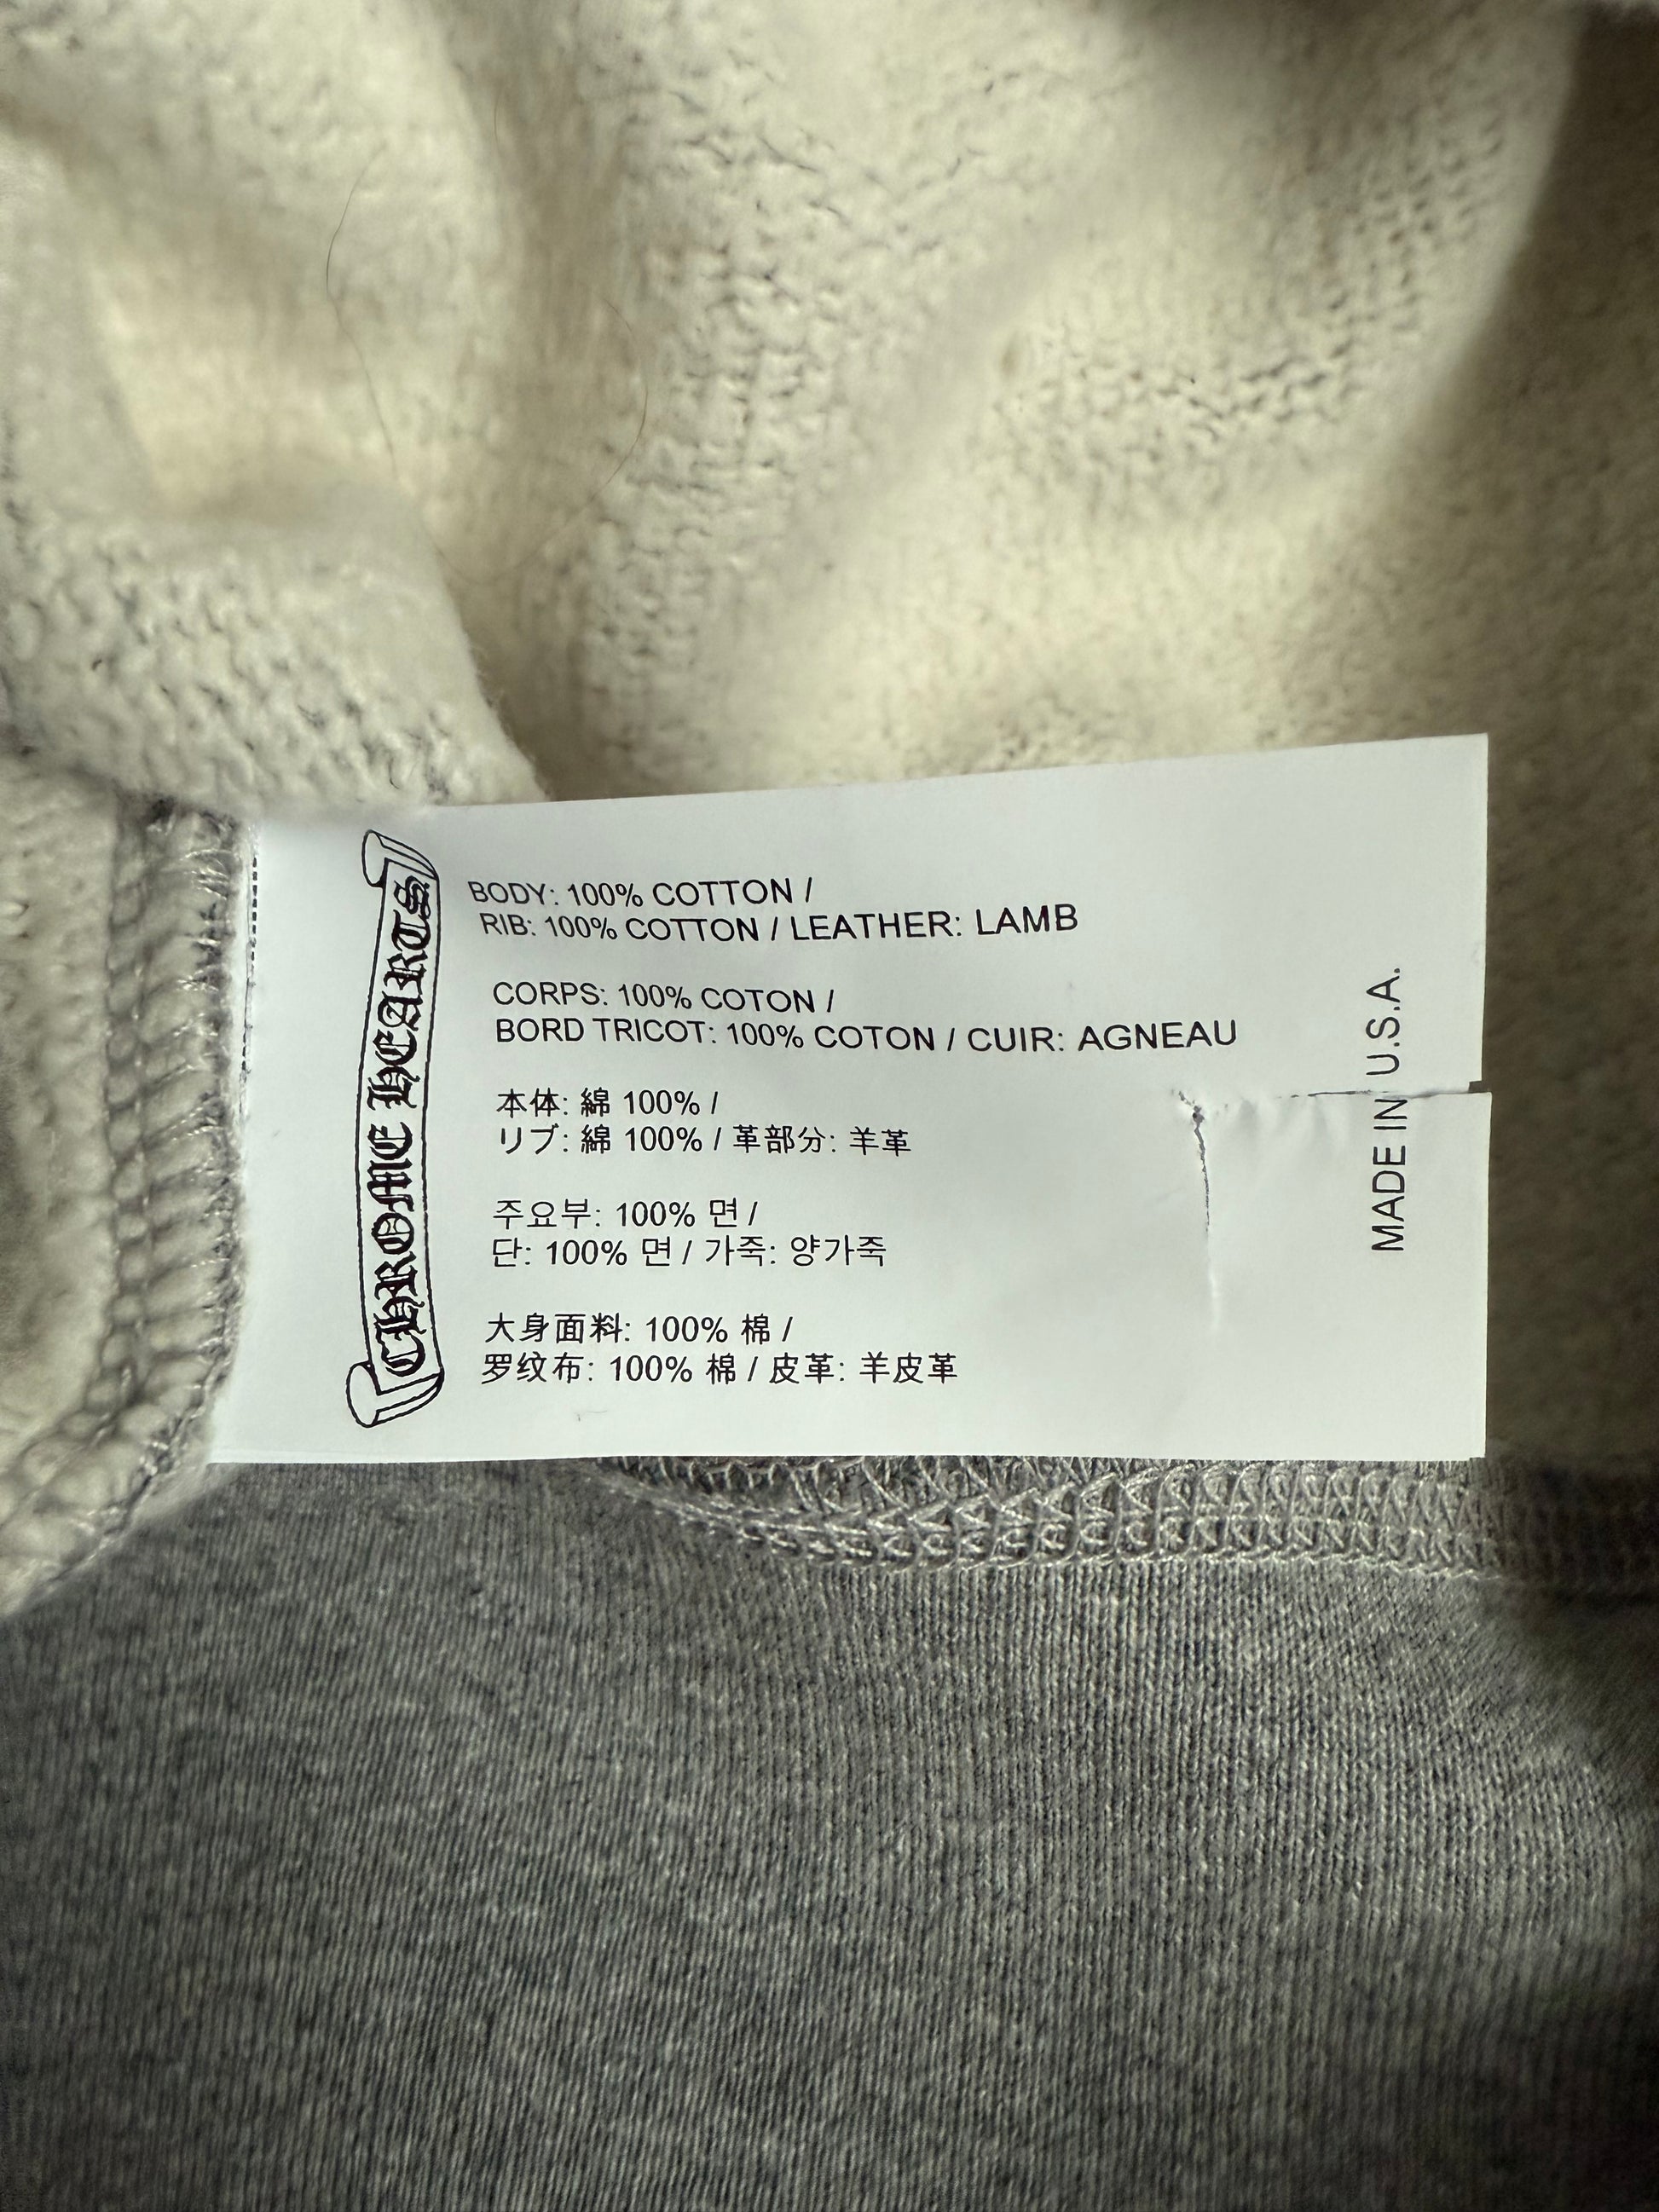 CHROME HEARTS
BODY: 100% COTTON /
RIB: 100% COTTON / LEATHER: LAMB
CORPS: 100% COTON /
BORD TRICOT: 100% COTON / CUIR: AGNEAU
本体: 綿 100% /
リブ: 綿 100% / 革部分: 羊革
주요부: 100% 면 /
단: 100% 면 / 가죽: 양가죽
大身面料: 100% 棉 /
罗纹布: 100% 棉 / 皮革: 羊皮革
MADE IN U.S.A.